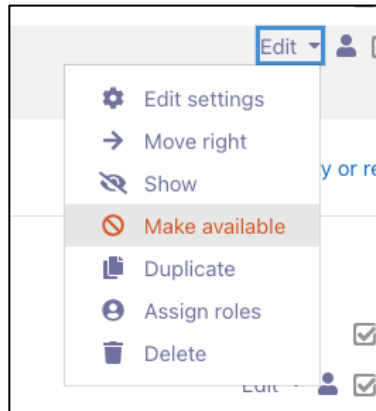 Edit
Edit settings
Move right
Show
y or re
Make available
Duplicate
Assign roles
Delete
Edit